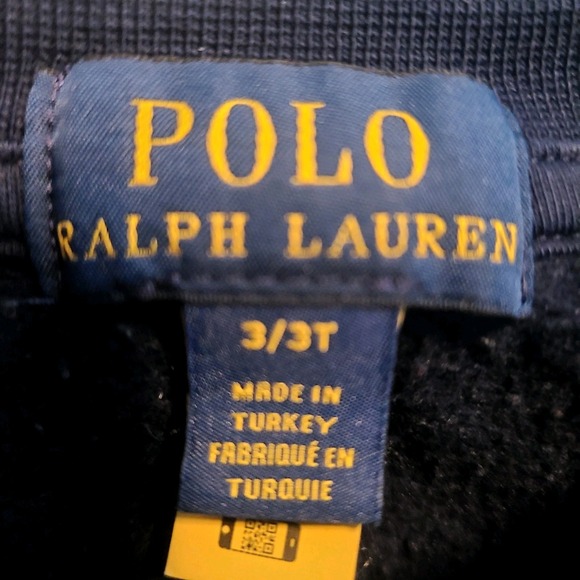 POLO
RALPH LAUREN
3/3T
MADE IN
TURKEY
FABRIQUÉ EN
TURQUIE